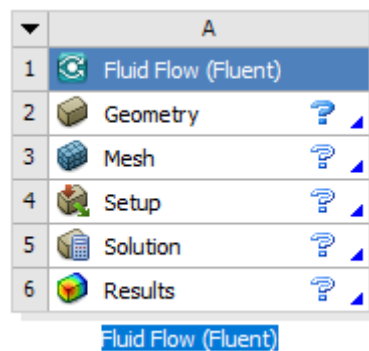 A
1 Fluid Flow (Fluent)
2 Geometry ?
3 Mesh ?
4 Setup ?
5 Solution ?
6 Results ?
Fluid Flow (Fluent)